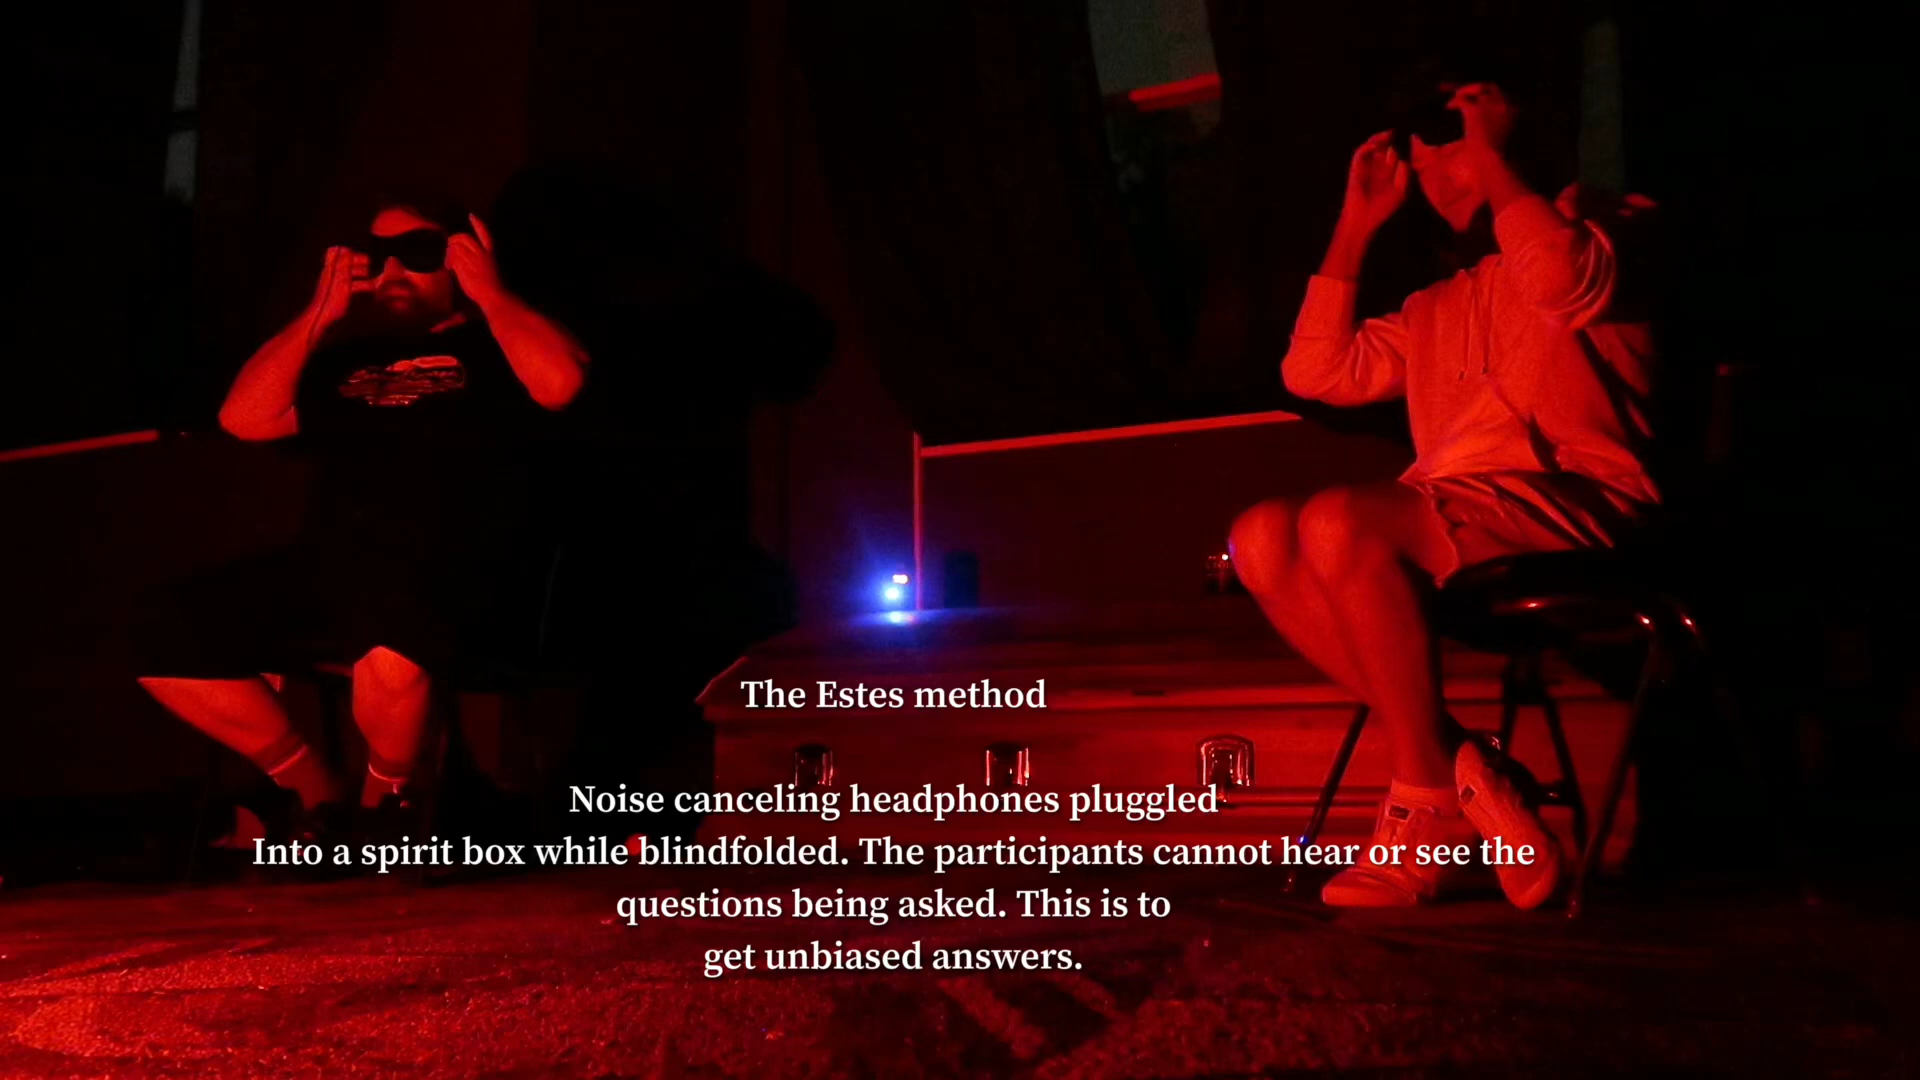 The Estes method
Noise canceling headphones pluggled
Into a spirit box while blindfolded. The participants cannot hear or see the
questions being asked. This is to
get unbiased answers.